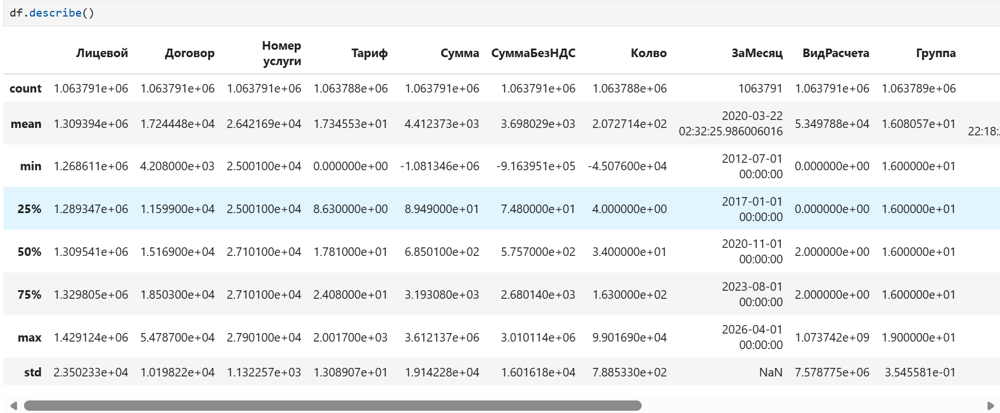 df.describe()
Лицевой Договор Номер услуги Тариф Сумма СуммаБезНДС Колво ЗаМесяц ВидРасчета Группа
count 1.063791e+06 1.063791e+06 1.063791e+06 1.063788e+06 1.063791e+06 1.063791e+06 1.063788e+06 1063791 1.063791e+06 1.063789e+06
mean 1.309394e+06 1.724448e+04 2.642169e+04 1.734553e+01 4.412373e+03 3.698029e+03 2.072714e+02 2020-03-22 02:32:25.986006016 5.349788e+04 1.608057e+01 22:18:
min 1.268611e+06 4.208000e+03 2.500100e+04 0.000000e+00 -1.081346e+06 -9.163951e+05 -4.507600e+04 2012-07-01 00:00:00 0.000000e+00 1.600000e+01
25% 1.289347e+06 1.159900e+04 2.500100e+04 8.630000e+00 8.949000e+01 7.480000e+01 4.000000e+00 2017-01-01 00:00:00 0.000000e+00 1.600000e+01
50% 1.309541e+06 1.516900e+04 2.710100e+04 1.781000e+01 6.850100e+02 5.757000e+02 3.400000e+01 2020-11-01 00:00:00 2.000000e+00 1.600000e+01
75% 1.329805e+06 1.850300e+04 2.710100e+04 2.408000e+01 3.193080e+03 2.680140e+03 1.630000e+02 2023-08-01 00:00:00 2.000000e+00 1.600000e+01
max 1.429124e+06 5.478700e+04 2.790100e+04 2.001700e+03 3.612137e+06 3.010114e+06 9.901690e+04 2026-04-01 00:00:00 1.073742e+09 1.900000e+01
std 2.350233e+04 1.019822e+04 1.132257e+03 1.308907e+01 1.914228e+04 1.601618e+04 7.885330e+02 NaN 7.578775e+06 3.545581e-01